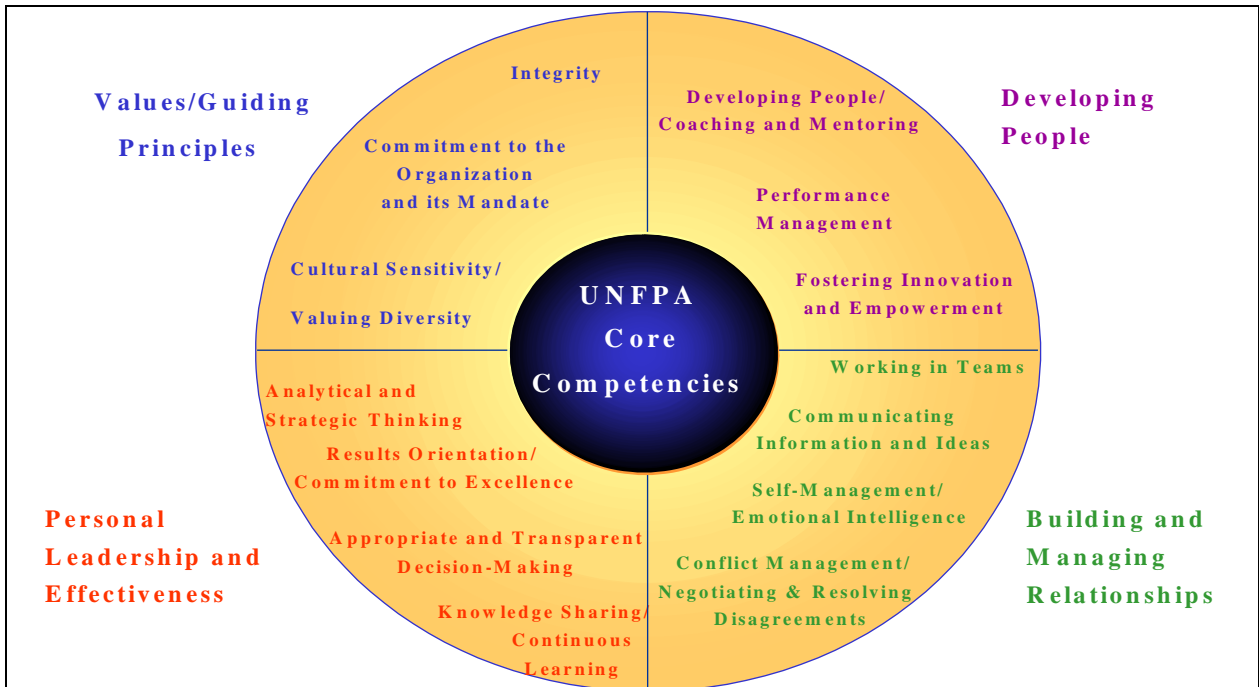 Values/Guiding
Principles
Integrity
Commitment to the
Organization
and its Mandate
Cultural Sensitivity/
Valuing Diversity
Developing
People
Developing People/
Coaching and Mentoring
Performance
Management
Fostering Innovation
and Empowerment
UNFPA
Core
Competencies
Personal
Leadership and
Effectiveness
Analytical and
Strategic Thinking
Results Orientation/
Commitment to Excellence
Appropriate and Transparent
Decision-Making
Knowledge Sharing/
Continuous
Learning
Working in Teams
Communicating
Information and Ideas
Self-Management/
Emotional Intelligence
Conflict Management/
Negotiating & Resolving
Disagreements
Building and
Managing
Relationships